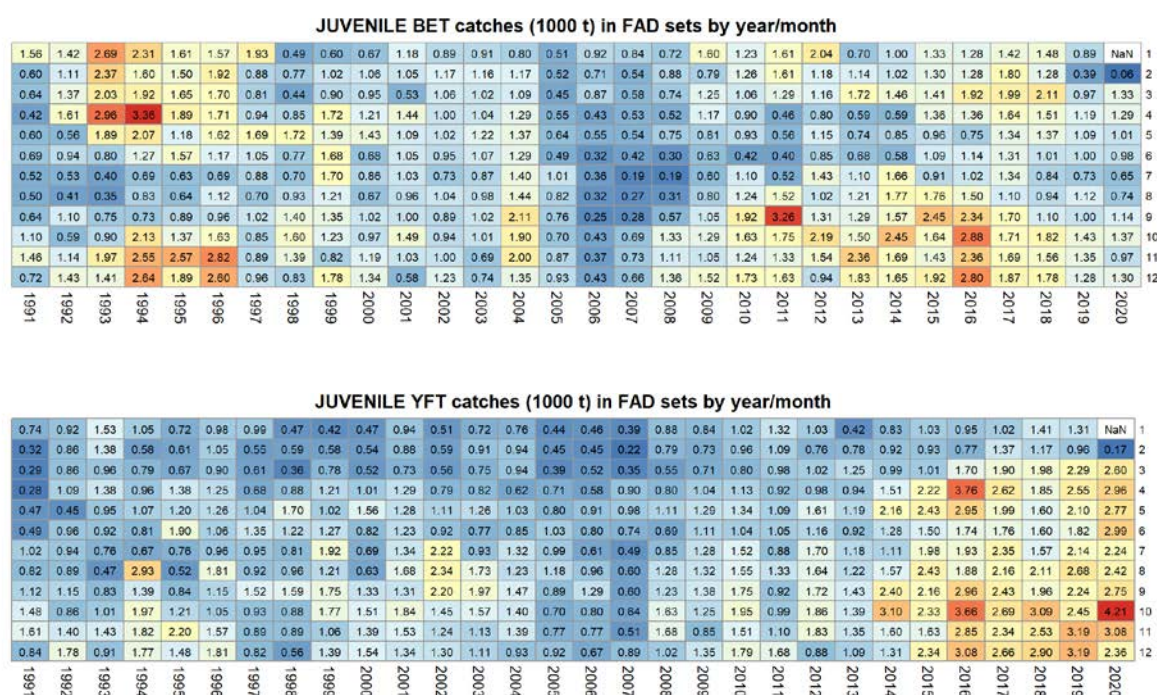 JUVENILE BET catches (1000 t) in FAD sets by year/month
1.56 1.42 2.69 2.31 1.61 1.57 1.93 0.49 0.60 0.67 1.18 0.89 0.91 0.80 0.51 0.92 0.84 0.72 1.60 1.23 1.61 2.04 0.70 1.00 1.33 1.28 1.42 1.48 0.89 NaN 1
0.60 1.11 2.37 1.60 1.50 1.92 0.88 0.77 1.02 1.06 1.05 1.17 1.16 1.17 0.52 0.71 0.54 0.88 0.79 1.26 1.61 1.18 1.14 1.02 1.30 1.28 1.80 1.28 0.39 0.06 2
0.64 1.37 2.03 1.92 1.65 1.70 0.81 0.44 0.90 0.95 0.53 1.06 1.02 1.09 0.45 0.87 0.58 0.74 1.25 1.06 1.29 1.16 1.72 1.46 1.41 1.92 1.99 2.11 0.97 1.33 3
0.42 1.61 2.96 3.36 1.89 1.71 0.94 0.85 1.72 1.21 1.44 1.00 1.04 1.29 0.55 0.43 0.53 0.52 1.17 0.90 0.46 0.80 0.59 0.59 1.36 1.36 1.64 1.51 1.19 1.29 4
0.60 0.56 1.89 2.07 1.18 1.62 1.69 1.72 1.39 1.43 1.09 1.02 1.22 1.37 0.64 0.55 0.54 0.75 0.81 0.93 0.56 1.15 0.74 0.85 0.96 0.75 1.34 1.37 1.09 1.01 5
0.69 0.94 0.80 1.27 1.57 1.17 1.05 0.77 1.68 0.68 1.05 0.95 1.07 1.29 0.49 0.32 0.42 0.30 0.63 0.42 0.40 0.85 0.68 0.58 1.09 1.14 1.31 1.01 1.00 0.98 6
0.52 0.53 0.40 0.69 0.63 0.69 0.88 0.70 1.70 0.86 1.03 0.73 0.87 1.40 1.01 0.36 0.19 0.19 0.60 1.10 0.52 1.43 1.10 1.66 0.91 1.02 1.34 0.84 0.73 0.65 7
0.50 0.41 0.35 0.83 0.64 1.12 0.70 0.93 1.21 0.67 0.96 1.04 0.98 1.44 0.82 0.32 0.27 0.31 0.80 1.24 1.52 1.02 1.21 1.77 1.76 1.50 1.10 0.94 1.12 0.74 8
0.64 1.10 0.75 0.73 0.89 0.96 1.02 1.40 1.35 1.02 1.00 0.89 1.02 2.11 0.76 0.25 0.28 0.57 1.05 1.92 3.26 1.31 1.29 1.57 2.45 2.34 1.70 1.10 1.00 1.14 9
1.10 0.59 0.90 2.13 1.37 1.63 0.85 1.60 1.23 0.97 1.49 0.94 1.01 1.90 0.70 0.43 0.69 1.33 1.29 1.63 1.75 2.19 1.50 2.45 1.64 2.88 1.71 1.82 1.43 1.37 10
1.46 1.14 1.97 2.55 2.57 2.82 0.89 1.39 0.82 1.19 1.03 1.00 0.69 2.00 0.87 0.37 0.73 1.11 1.05 1.24 1.33 1.54 2.36 1.69 1.43 2.36 1.69 1.56 1.35 0.97 11
0.72 1.43 1.41 2.64 1.89 2.60 0.96 0.83 1.78 1.34 0.58 1.23 0.74 1.35 0.93 0.43 0.66 1.36 1.52 1.73 1.63 0.94 1.83 1.65 1.92 2.80 1.87 1.78 1.28 1.30 12
1991 1992 1993 1994 1995 1996 1997 1998 1999 2000 2001 2002 2003 2004 2005 2006 2007 2008 2009 2010 2011 2012 2013 2014 2015 2016 2017 2018 2019 2020
JUVENILE YFT catches (1000 t) in FAD sets by year/month
0.74 0.92 1.53 1.05 0.72 0.98 0.99 0.47 0.42 0.47 0.94 0.51 0.72 0.76 0.44 0.46 0.39 0.88 0.84 1.02 1.32 1.03 0.42 0.83 1.03 0.95 1.02 1.41 1.31 NaN 1
0.32 0.86 1.38 0.58 0.61 1.05 0.55 0.59 0.58 0.54 0.88 0.59 0.91 0.94 0.45 0.45 0.22 0.79 0.73 0.96 1.09 0.76 0.78 0.92 0.93 0.77 1.37 1.17 0.96 0.17 2
0.29 0.86 0.96 0.79 0.67 0.90 0.61 0.36 0.78 0.52 0.73 0.56 0.75 0.94 0.39 0.52 0.35 0.55 0.71 0.80 0.98 1.02 1.25 0.99 1.01 1.70 1.90 1.98 2.29 2.60 3
0.28 1.09 1.38 0.96 1.38 1.25 0.68 0.88 1.21 1.01 1.29 0.79 0.82 0.62 0.71 0.58 0.90 0.80 1.04 1.13 0.92 0.98 0.94 1.51 2.22 3.76 2.62 1.85 2.55 2.96 4
0.47 0.45 0.95 1.07 1.20 1.26 1.04 1.70 1.02 1.56 1.28 1.11 1.26 1.03 0.80 0.91 0.98 1.11 1.29 1.34 1.09 1.61 1.19 2.16 2.43 2.95 1.99 1.60 2.10 2.77 5
0.49 0.96 0.92 0.81 1.90 1.06 1.35 1.22 1.27 0.82 1.23 0.92 0.77 0.85 1.03 0.80 0.74 0.69 1.11 1.04 1.05 1.16 0.92 1.28 1.50 1.74 1.76 1.60 1.82 2.99 6
1.02 0.94 0.76 0.67 0.76 0.96 0.95 0.81 1.92 0.69 1.34 2.22 0.93 1.32 0.99 0.61 0.49 0.85 1.28 1.52 0.88 1.70 1.18 1.11 1.98 1.93 2.35 1.57 2.14 2.24 7
0.82 0.89 0.47 2.93 0.52 1.81 0.92 0.96 1.21 0.63 1.68 2.34 1.73 1.23 1.18 0.96 0.60 1.28 1.32 1.55 1.33 1.64 1.22 1.57 2.43 1.88 2.16 2.11 2.68 2.42 8
1.12 1.15 0.83 1.39 0.84 1.15 1.52 1.59 1.75 1.33 1.31 2.20 1.97 1.47 0.89 1.29 0.60 1.23 1.38 1.75 0.92 1.72 1.43 2.40 2.16 2.96 2.43 1.96 2.24 2.75 9
1.48 0.86 1.01 1.97 1.21 1.05 0.93 0.88 1.77 1.51 1.84 1.45 1.57 1.40 0.70 0.80 0.64 1.63 1.25 1.95 0.99 1.86 1.39 3.10 2.33 3.66 2.69 3.09 2.45 4.21 10
1.61 1.40 1.43 1.82 2.20 1.57 0.89 0.89 1.06 1.39 1.53 1.24 1.13 1.39 0.77 0.77 0.51 1.68 0.85 1.51 1.10 1.83 1.35 1.60 1.63 2.85 2.34 2.53 3.19 3.08 11
0.84 1.78 0.91 1.77 1.48 1.81 0.82 0.56 1.39 1.54 1.34 1.30 1.11 0.93 0.92 0.67 0.89 1.02 1.35 1.79 1.68 0.88 1.09 1.31 2.34 3.08 2.66 2.90 3.19 2.36 12
1991 1992 1993 1994 1995 1996 1997 1998 1999 2000 2001 2002 2003 2004 2005 2006 2007 2008 2009 2010 2011 2012 2013 2014 2015 2016 2017 2018 2019 2020